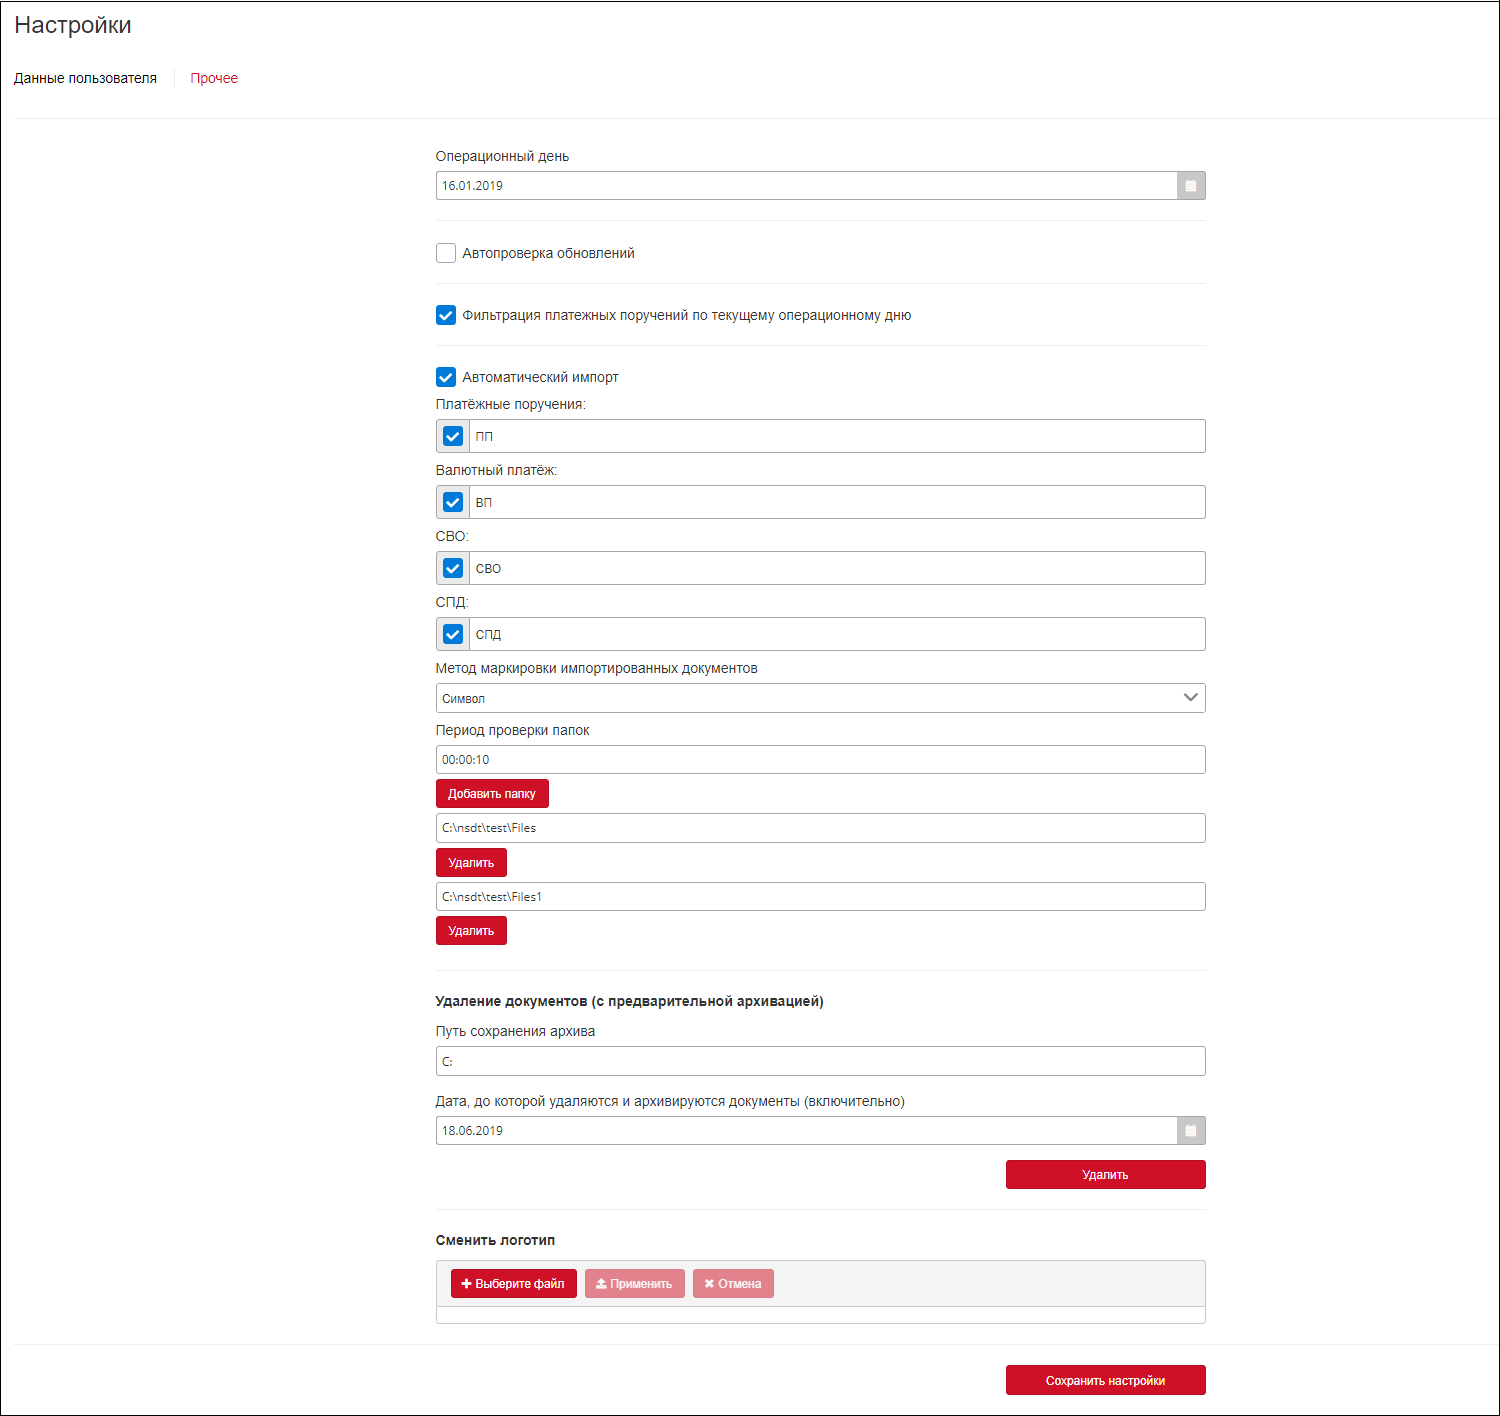 Настройки
Данные пользователя Прочее
Операционный день
16.01.2019
Автопроверка обновлений
Фильтрация платежных поручений по текущему операционному дню
Автоматический импорт
Платёжные поручения:
ПП
Валютный платёж:
ВП
СВО:
СВО
СПД:
СПД
Метод маркировки импортированных документов
Символ
Период проверки папок
00:00:10
Добавить папку
C:\nsdt\test\Files
Удалить
C:\nsdt\test\Files1
Удалить
Удаление документов (с предварительной архивацией)
Путь сохранения архива
C:
Дата, до которой удаляются и архивируются документы (включительно)
18.06.2019
Удалить
Сменить логотип
Выберите файл Применить Отмена
Сохранить настройки